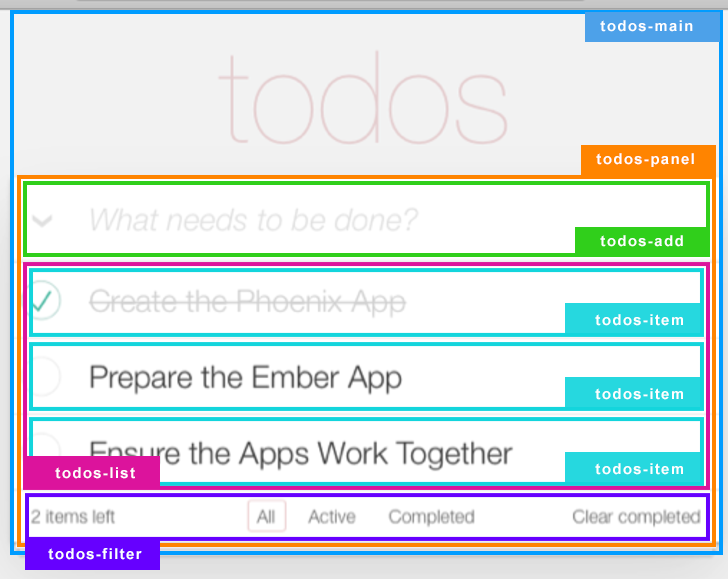 todos-main
todos
todos-panel
What needs to be done?
todos-add
Create the Phoenix App
todos-item
Prepare the Ember App
todos-item
Ensure the Apps Work Together
todos-item
todos-list
2 items left All Active Completed Clear completed
todos-filter